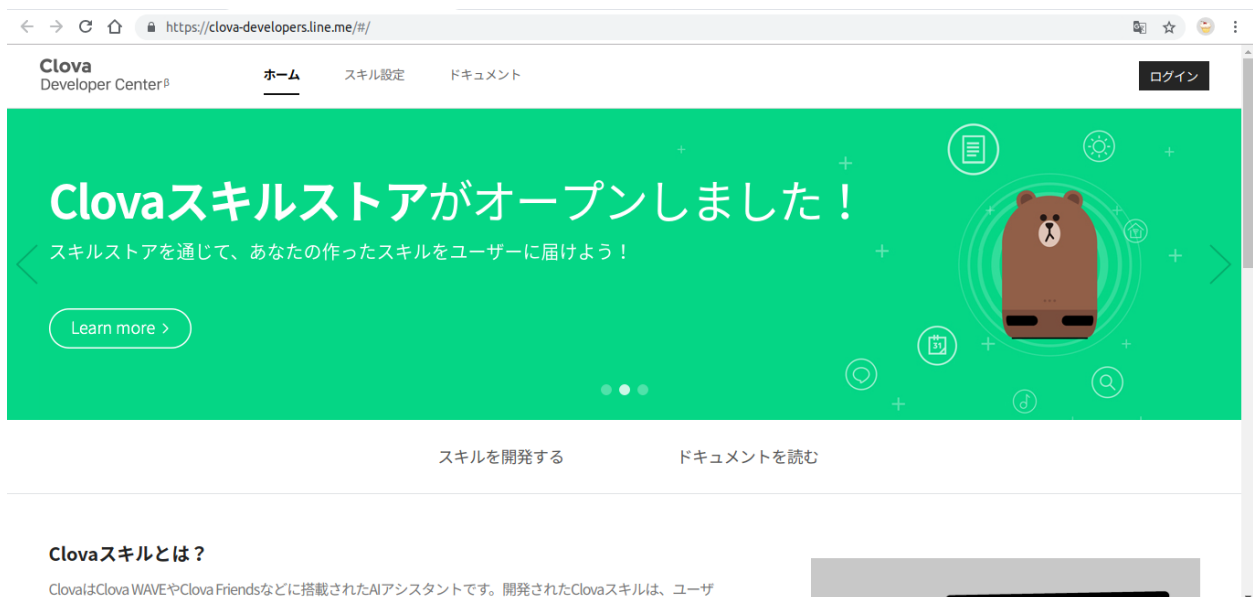 https://clova-developers.line.me/#/
Clova
Developer Center β
ホーム
スキル設定
ドキュメント
ログイン
Clovaスキルストアがオープンしました！
スキルストアを通じて、あなたの作ったスキルをユーザーに届けよう！
Learn more >
31
スキルを開発する
ドキュメントを読む
Clovaスキルとは？
ClovaはClova WAVEやClova Friendsなどに搭載されたAIアシスタントです。開発されたClovaスキルは、ユーザ